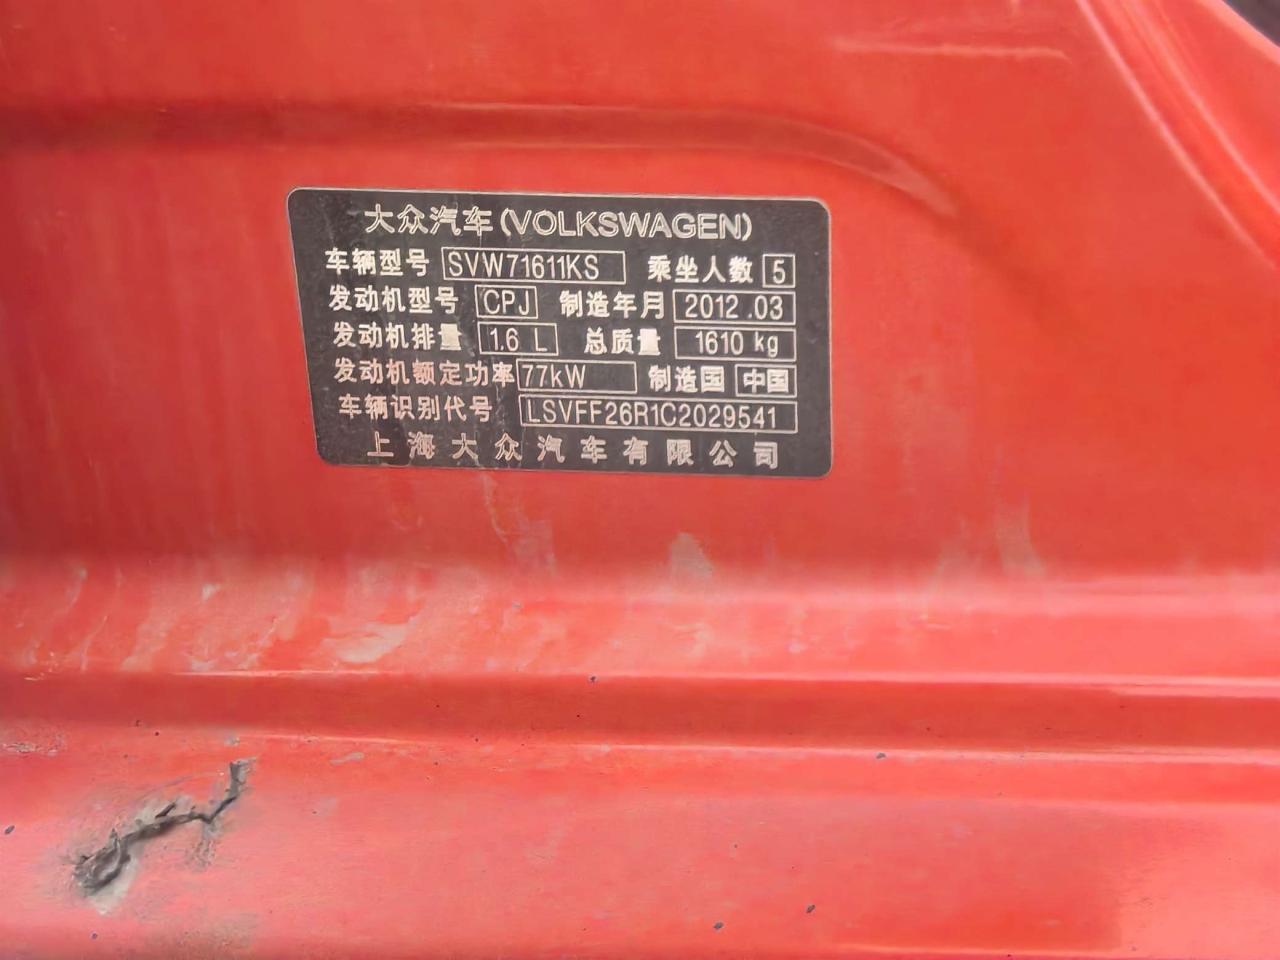 大众汽车(VOLKSWAGEN)
车辆型号 SVW71611KS 乘坐人数 5
发动机型号 CPJ 制造年月 2012.03
发动机排量 1.6 L 总质量 1610 kg
发动机额定功率 77kW 制造国 中国
车辆识别代号 LSVFF26R1C2029541
上海大众汽车有限公司